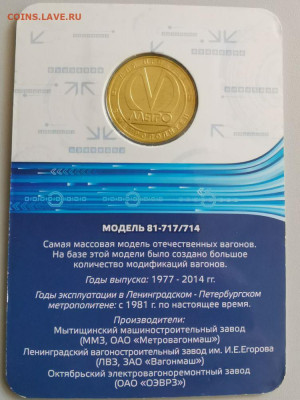 COINS.LAVE.RU
МЕТРО
МОДЕЛЬ 81-717/714
Самая массовая модель отечественных вагонов.
На базе этой модели было создано большое
количество модификаций вагонов.
Годы выпуска: 1977 - 2014 гг.
Годы эксплуатации в Ленинградском - Петербургском
метрополитене: с 1981 г. по настоящее время.
Производители:
Мытищинский машиностроительный завод
(ММЗ, ОАО «Метровагонмаш»)
Ленинградский вагоностроительный завод им. И.Е.Егорова
(ЛВЗ, ЗАО «Вагонмаш»)
Октябрьский электровагоноремонтный завод
(ОАО «ОЭВРЗ»)